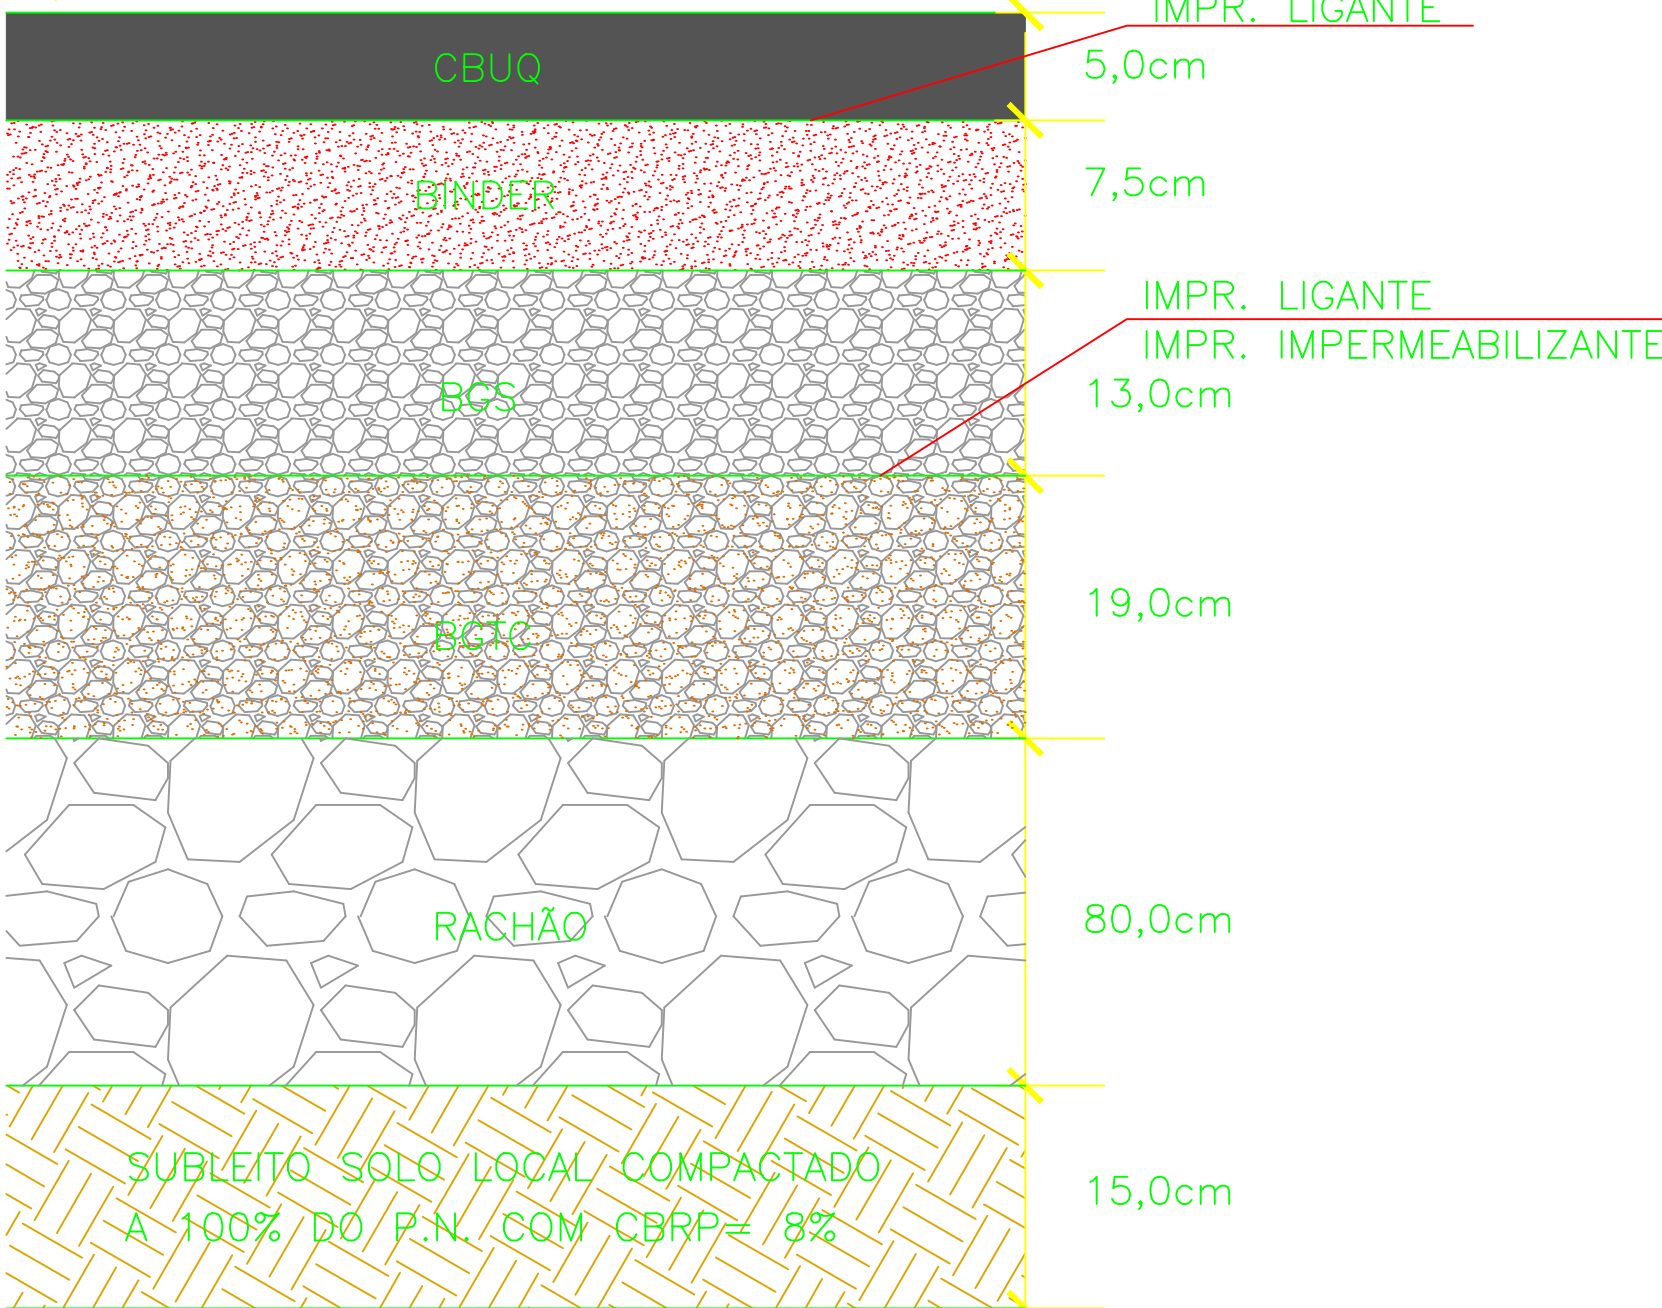 IMPR. LIGANTE
CBUQ
5,0cm
BINDER
7,5cm
IMPR. LIGANTE
IMPR. IMPERMEABILIZANTE
BGS
13,0cm
19,0cm
BGTC
RACHÃO
80,0cm
SUBLEITO SOLO LOCAL COMPACTADO
15,0cm
A 100% DO P.N. COM CBRP= 8%